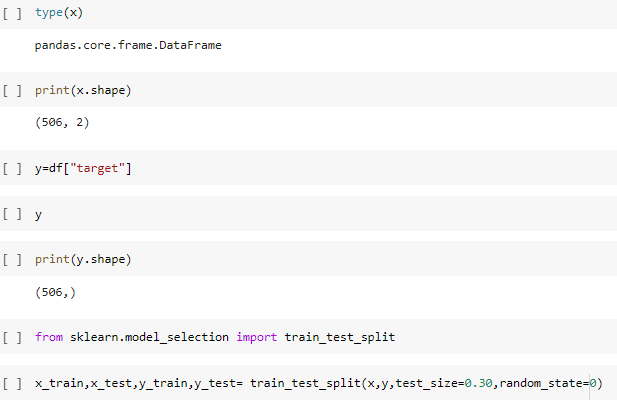 [ ] type(x)
pandas.core.frame.DataFrame
[ ] print(x.shape)
(506, 2)
[ ] y=df["target"]
[ ] y
[ ] print(y.shape)
(506,)
[ ] from sklearn.model_selection import train_test_split
[ ] x_train,x_test,y_train,y_test= train_test_split(x,y,test_size=0.30,random_state=0)